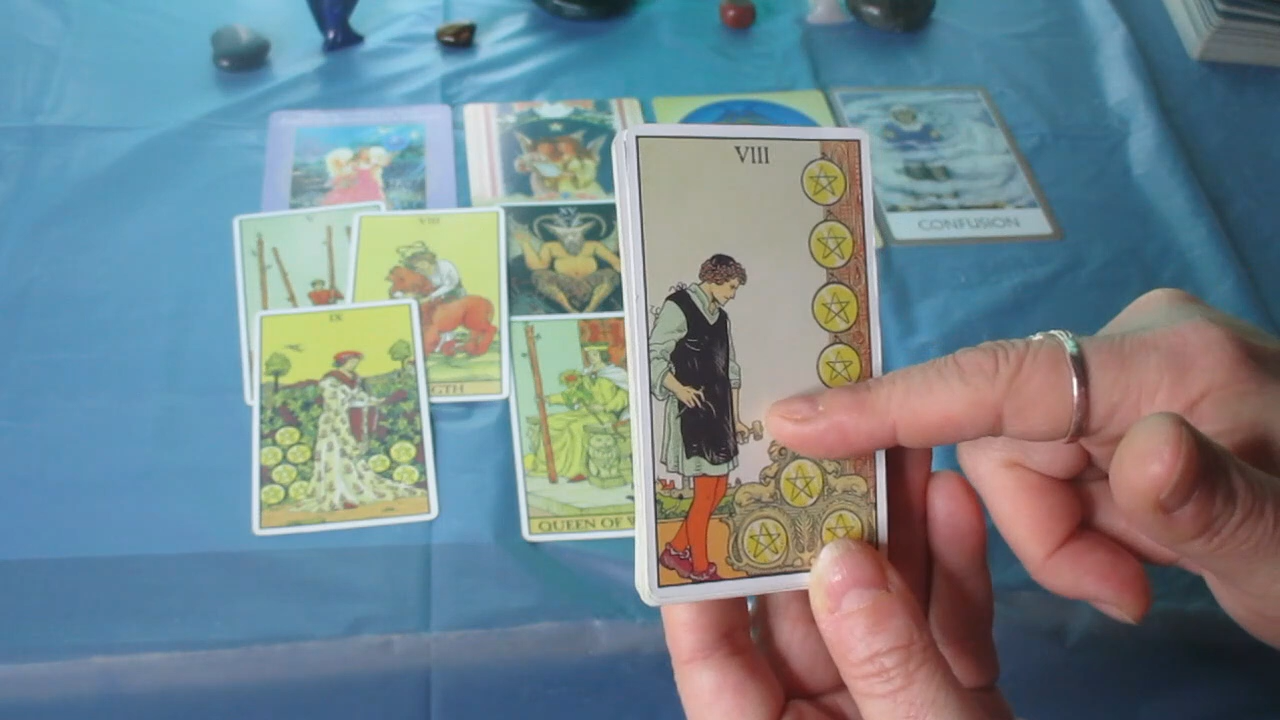 VIII
CONFUSION
V
VIII
XV
IX
GTH
QUEEN OF W